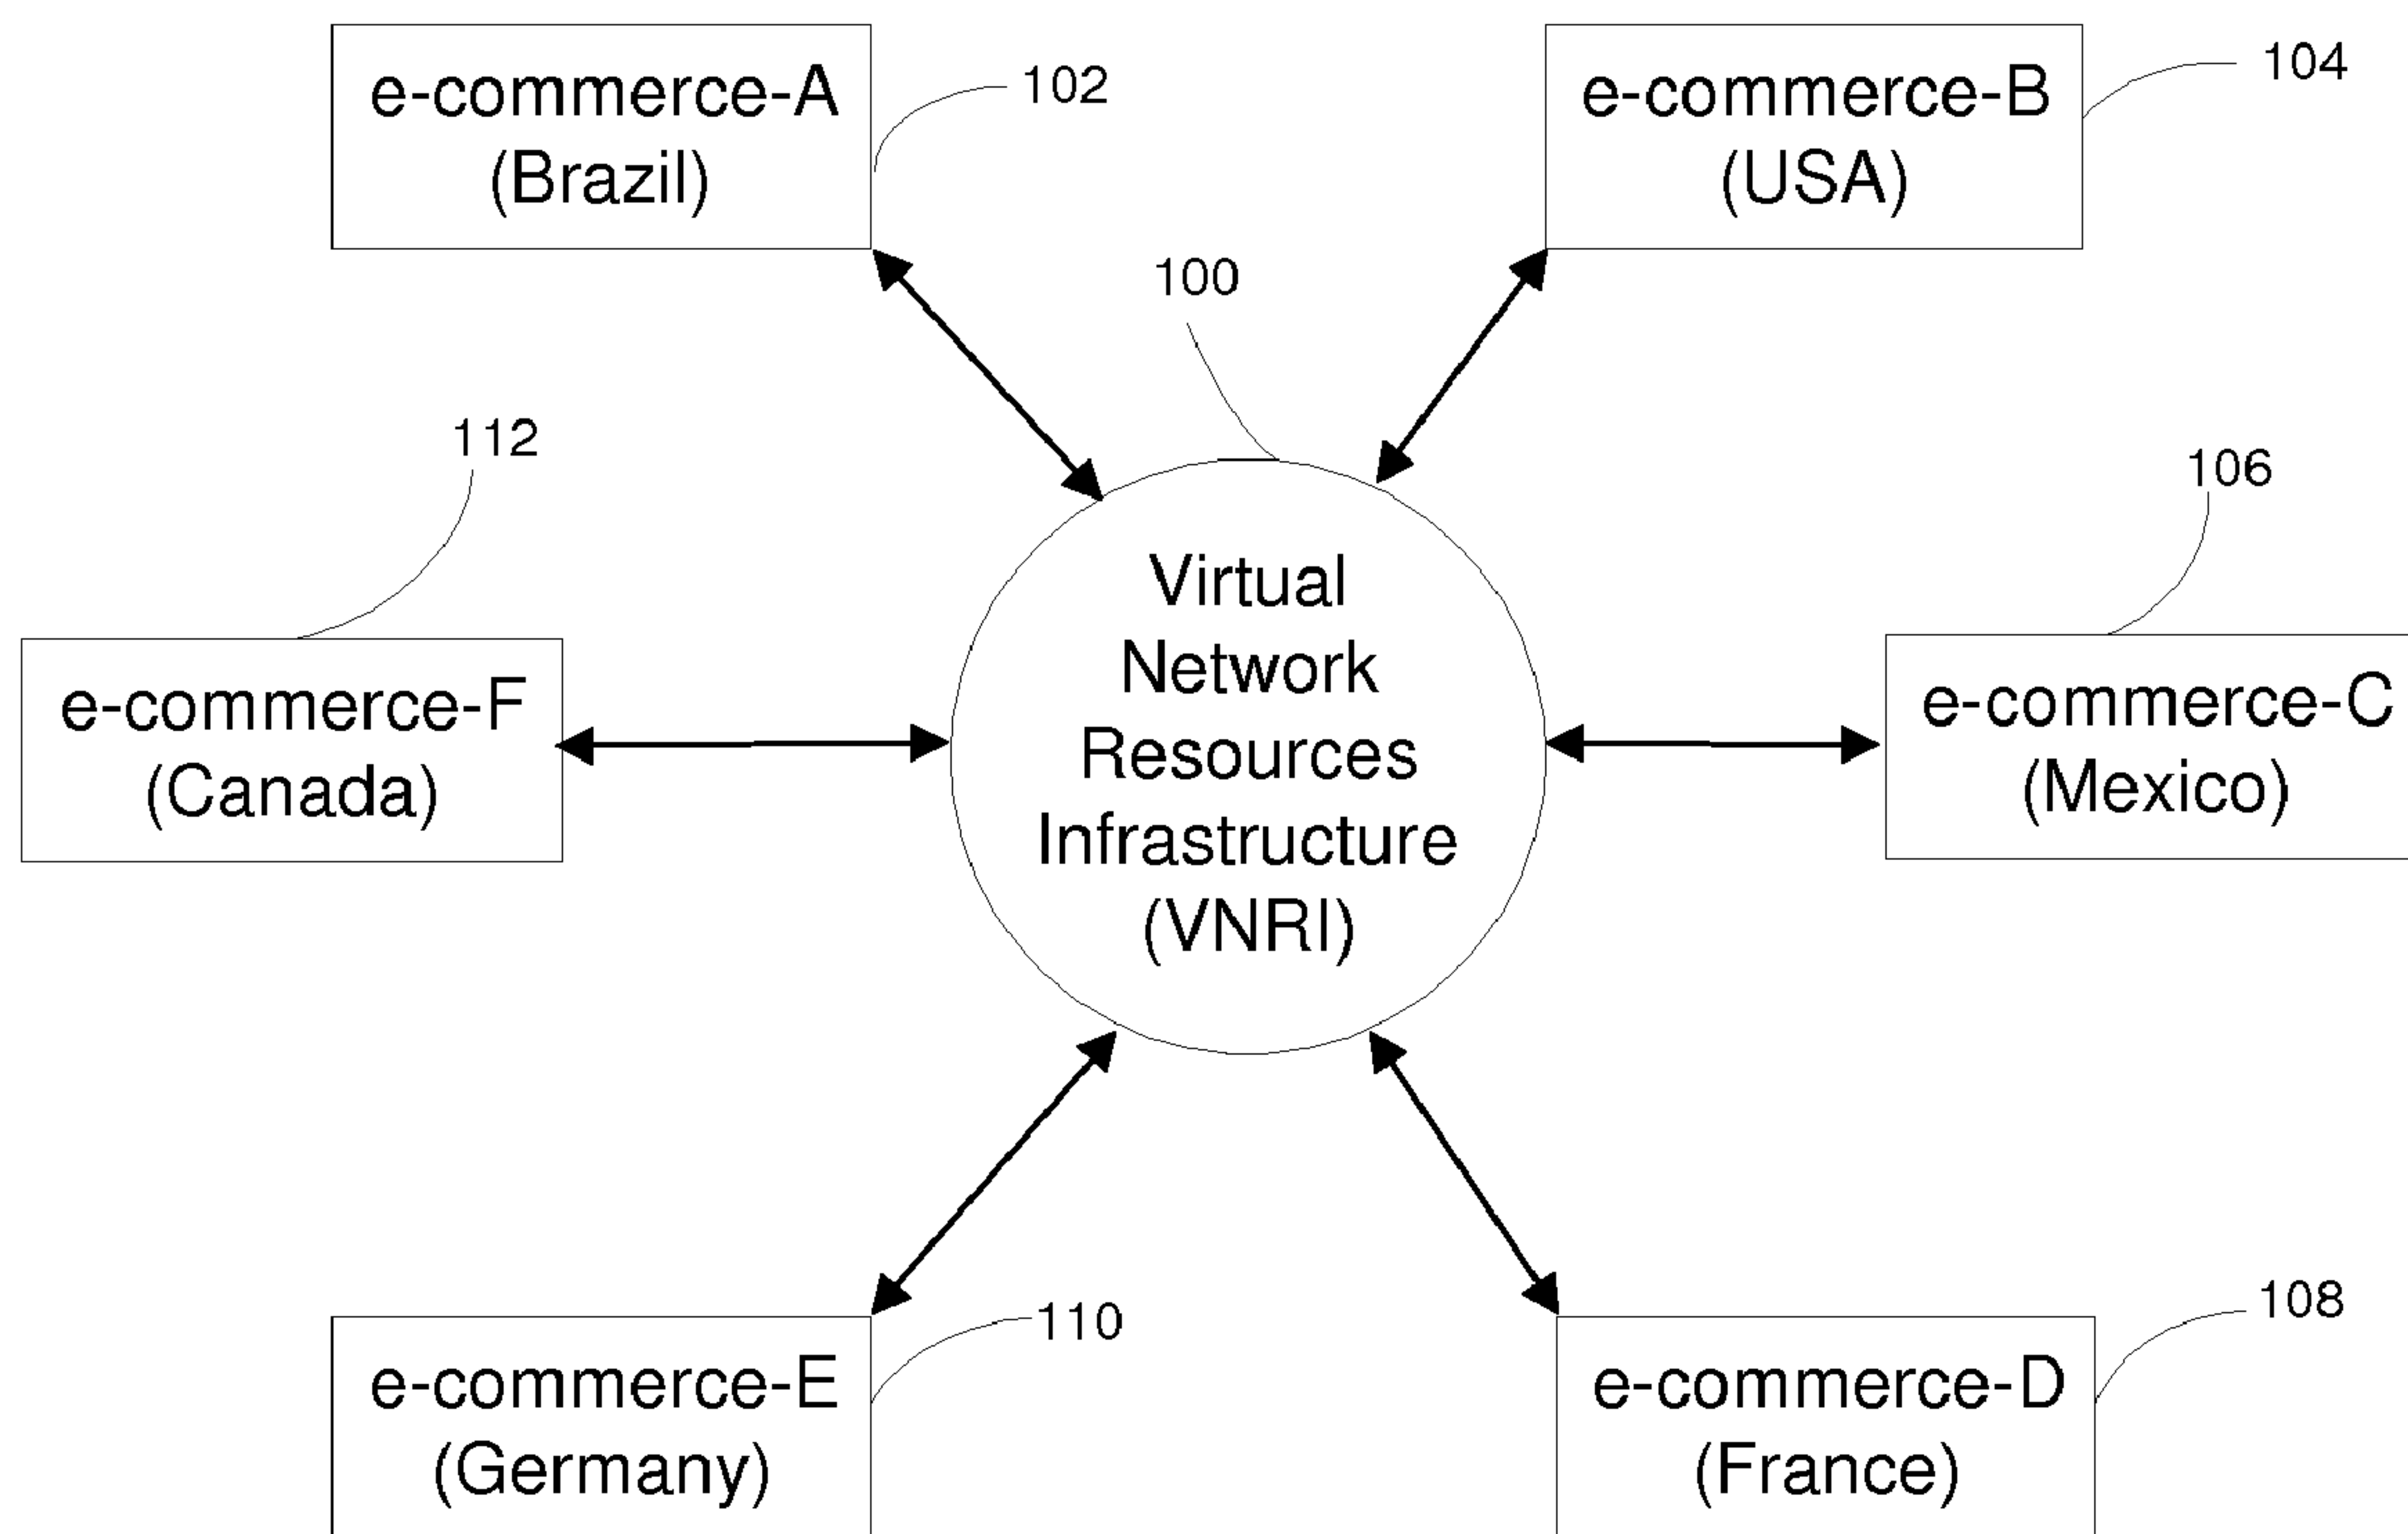 e-commerce-A
(Brazil)
102
e-commerce-B
(USA)
104
100
112
106
Virtual
Network
Resources
Infrastructure
(VNRI)
e-commerce-F
(Canada)
e-commerce-C
(Mexico)
e-commerce-E
(Germany)
110
e-commerce-D
(France)
108